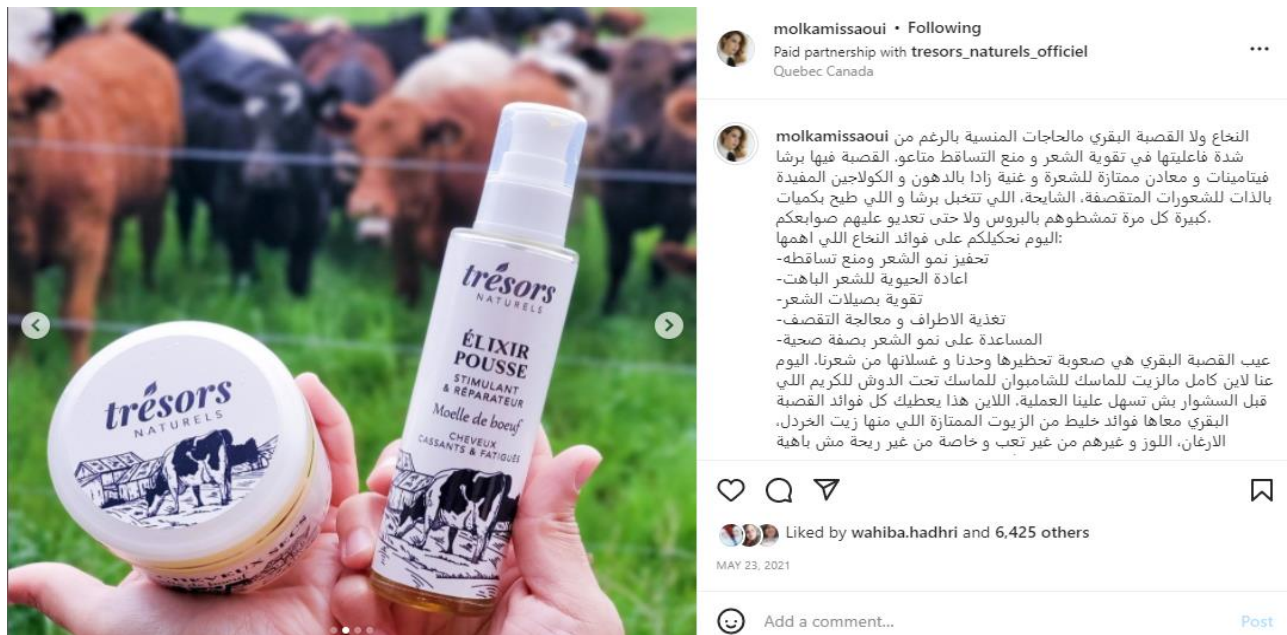 trésors
NATURELS
CHEVEUX SECS
trésors
NATURELS
ÉLIXIR
POUSSE
STIMULANT
& RÉPARATEUR
Moelle de boeuf
CHEVEUX
CASSANTS & FATIGUÉS
molkamissaoui • Following
Paid partnership with tresors_naturels_officiel
Quebec Canada
molkamissaoui النخاع ولا القصبة البقري مالحاجات المنسية بالرغم من
شدة فاعليتها في تقوية الشعر و منع التساقط متاعو. القصبة فيها برشا
فيتامينات و معادن ممتازة للشعرة و غنية زادا بالدهون و الكولاجين المفيدة
بالذات للشعورات المتقصفة، الشايحة، اللي تتخبل برشا و اللي طيح بكميات
كبيرة كل مرة تمشطوهم بالبروس ولا حتى تعديو عليهم صوابعكم.
اليوم نحكيلكم على فوائد النخاع اللي اهمها:
-تحفيز نمو الشعر ومنع تساقطه
-اعادة الحيوية للشعر الباهت
-تقوية بصيلات الشعر
-تغذية الاطراف و معالجة التقصف
-المساعدة على نمو الشعر بصفة صحية
عيب القصبة البقري هي صعوبة تحظيرها وحدنا و غسلانها من شعرنا. اليوم
عنا لاين كامل مالزيت للماسك للشامبوان للماسك تحت الدوش للكريم اللي
قبل السشوار بش تسهل علينا العملية. اللاين هذا يعطيك كل فوائد القصبة
البقري معاها فوائد خليط من الزيوت الممتازة اللي منها زيت الخردل،
الارغان، اللوز و غيرهم من غير تعب و خاصة من غير ريحة مش باهية
Liked by wahiba.hadhri and 6,425 others
MAY 23, 2021
Add a comment...
Post